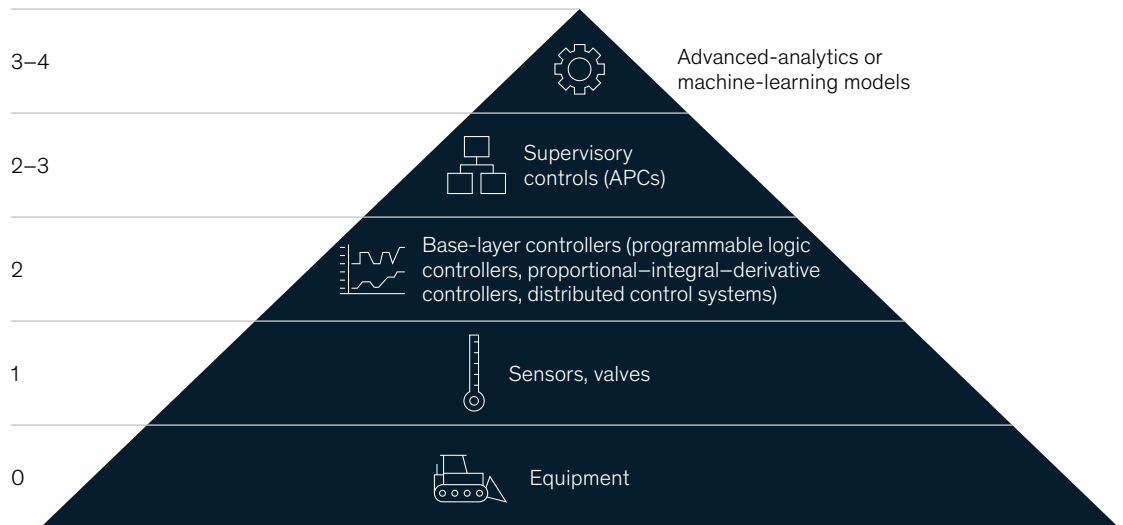 3–4
Advanced-analytics or
machine-learning models
2–3
Supervisory
controls (APCs)
2
Base-layer controllers (programmable logic
controllers, proportional–integral–derivative
controllers, distributed control systems)
1
Sensors, valves
0
Equipment